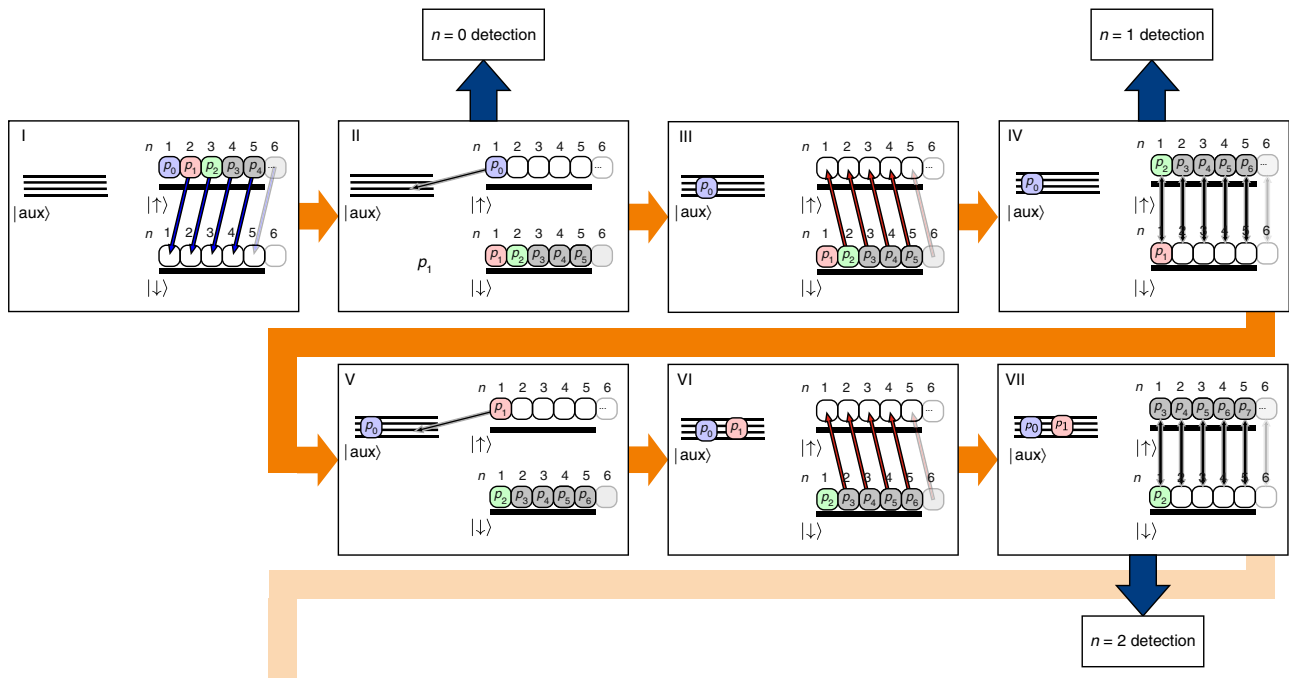 n = 0 detection
n = 1 detection
I
n 1 2 3 4 5 6
p0 p1 p2 p3 p4 ...
|aux⟩
|↑⟩
n 1 2 3 4 5 6
|↓⟩
II
n 1 2 3 4 5 6
p0 ...
|aux⟩
|↑⟩
p1
p1 p2 p3 p4 p5
|↓⟩
III
n 1 2 3 4 5 6
...
p0
|aux⟩
|↑⟩
n 1 2 3 4 5 6
p1 p2 p3 p4 p5
|↓⟩
IV
n 1 2 3 4 5 6
p2 p3 p4 p5 p6 ...
p0
|aux⟩
|↑⟩
n 1 2 3 4 5 6
p1
|↓⟩
V
n 1 2 3 4 5 6
p1 ...
p0
|aux⟩
|↑⟩
p2 p3 p4 p5 p6
|↓⟩
VI
n 1 2 3 4 5 6
...
p0 p1
|aux⟩
|↑⟩
n 1 2 3 4 5 6
p2 p3 p4 p5 p6
|↓⟩
VII
n 1 2 3 4 5 6
p3 p4 p5 p6 p7 ...
p0 p1
|aux⟩
|↑⟩
n 1 2 3 4 5 6
p2
|↓⟩
n = 2 detection